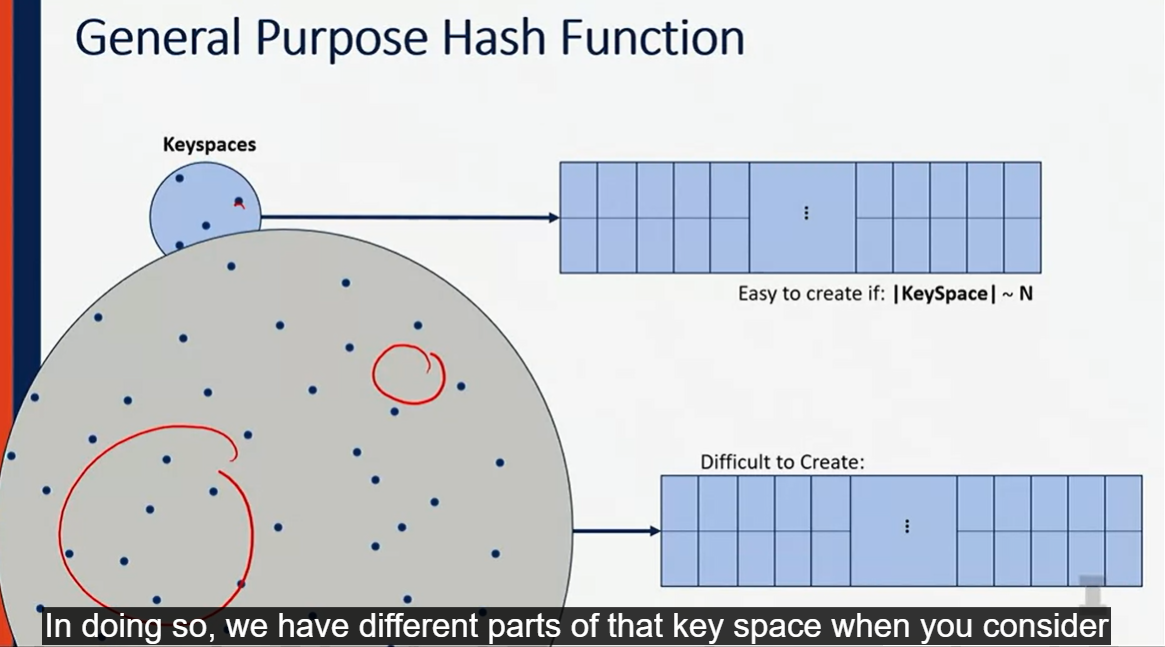 General Purpose Hash Function
Keyspaces
⋮
Easy to create if: |KeySpace| ~ N
Difficult to Create:
⋮
I
In doing so, we have different parts of that key space when you consider